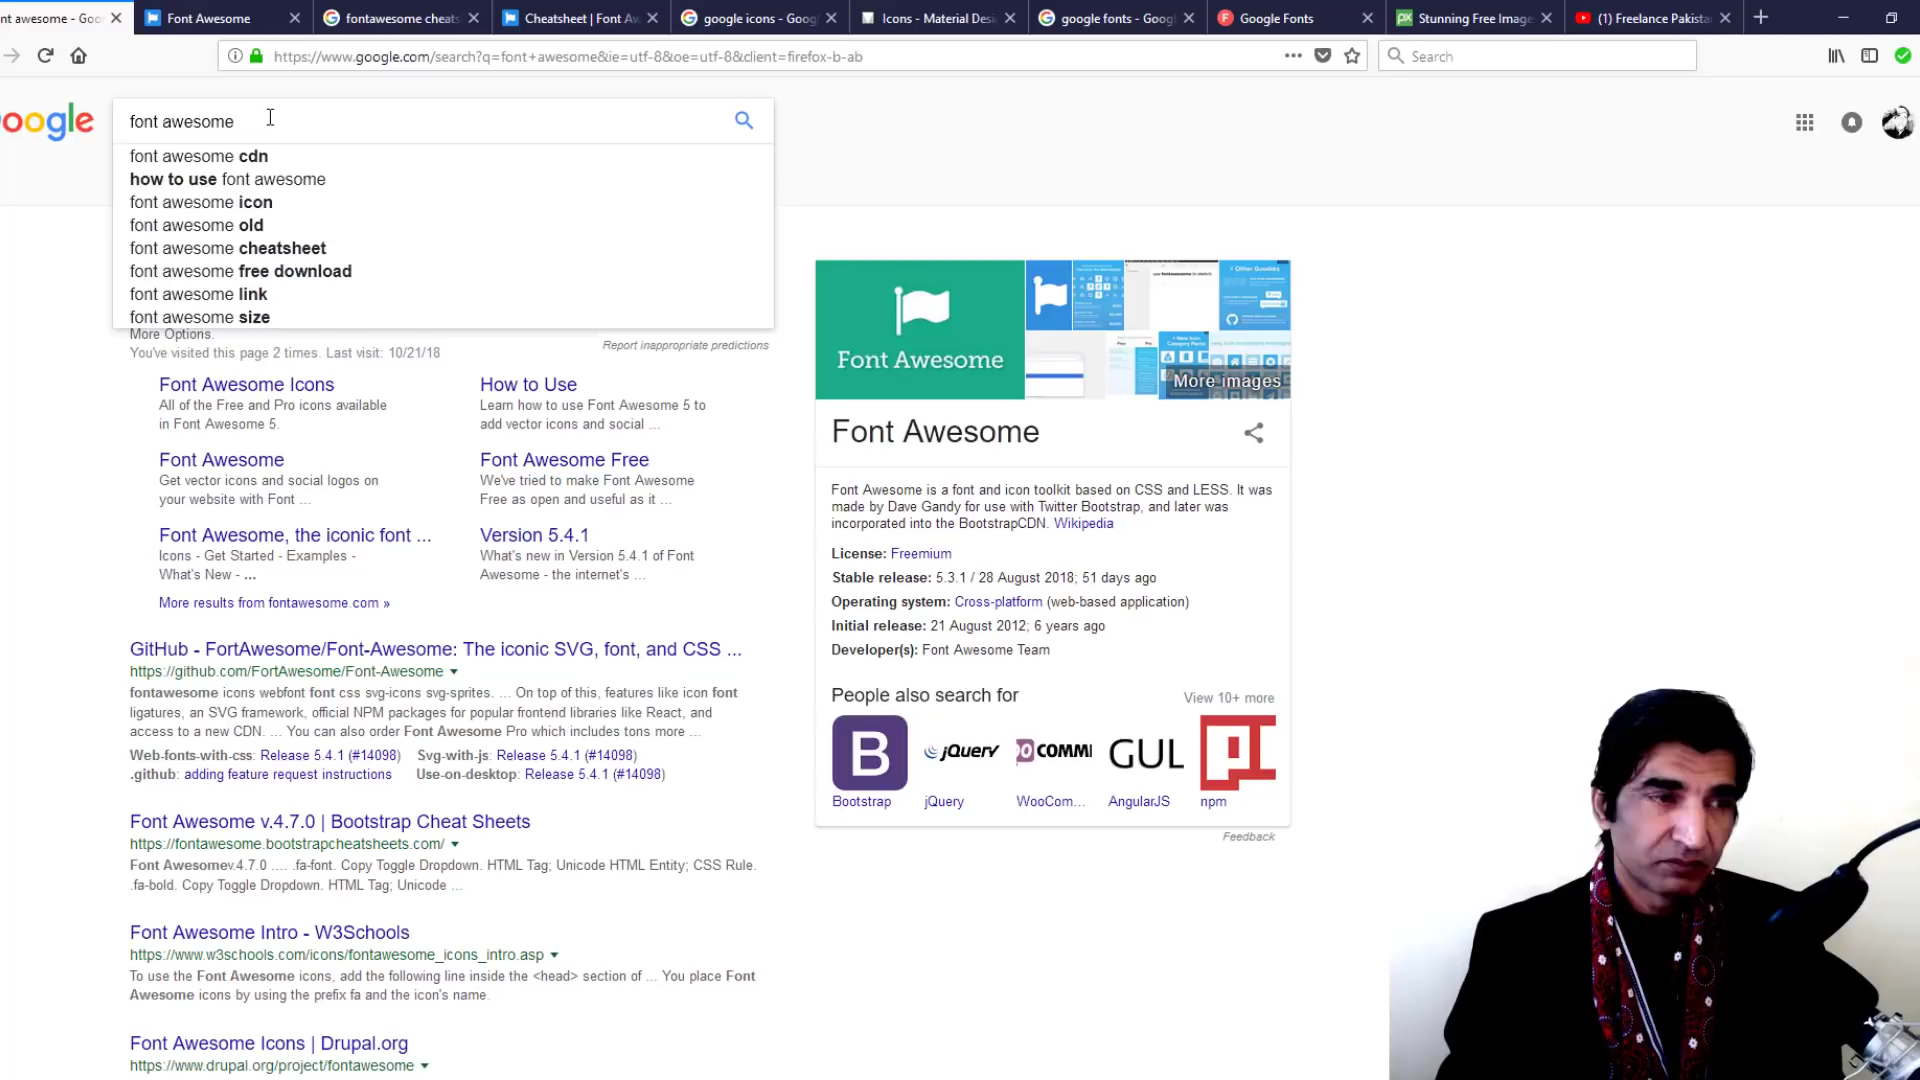 nt awesome - Goo
Font Awesome
fontawesome cheats
Cheatsheet | Font Aw
google icons - Goog
Icons - Material Desi
google fonts - Goog
Google Fonts
Stunning Free Image
(1) Freelance Pakista
https://www.google.com/search?q=font+awesome&ie=utf-8&oe=utf-8&client=firefox-b-ab
Search
oogle
font awesome
font awesome cdn
how to use font awesome
font awesome icon
font awesome old
font awesome cheatsheet
font awesome free download
font awesome link
font awesome size
More Options.
Report inappropriate predictions
You've visited this page 2 times. Last visit: 10/21/18
Font Awesome Icons
All of the Free and Pro icons available
in Font Awesome 5.
How to Use
Learn how to use Font Awesome 5 to
add vector icons and social ...
Font Awesome
Get vector icons and social logos on
your website with Font ...
Font Awesome Free
We've tried to make Font Awesome
Free as open and useful as it ...
Font Awesome, the iconic font ...
Icons - Get Started - Examples -
What's New - ...
Version 5.4.1
What's new in Version 5.4.1 of Font
Awesome - the internet's ...
More results from fontawesome.com »
GitHub - FortAwesome/Font-Awesome: The iconic SVG, font, and CSS ...
https://github.com/FortAwesome/Font-Awesome
fontawesome icons webfont font css svg-icons svg-sprites. ... On top of this, features like icon font
ligatures, an SVG framework, official NPM packages for popular frontend libraries like React, and
access to a new CDN. ... You can also order Font Awesome Pro which includes tons more ...
Web-fonts-with-css: Release 5.4.1 (#14098) Svg-with-js: Release 5.4.1 (#14098)
.github: adding feature request instructions Use-on-desktop: Release 5.4.1 (#14098)
Font Awesome v.4.7.0 | Bootstrap Cheat Sheets
https://fontawesome.bootstrapcheatsheets.com/
Font Awesomev.4.7.0 .... .fa-font. Copy Toggle Dropdown. HTML Tag; Unicode HTML Entity; CSS Rule.
.fa-bold. Copy Toggle Dropdown. HTML Tag; Unicode ...
Font Awesome Intro - W3Schools
https://www.w3schools.com/icons/fontawesome_icons_intro.asp
To use the Font Awesome icons, add the following line inside the <head> section of ... You place Font
Awesome icons by using the prefix fa and the icon's name.
Font Awesome Icons | Drupal.org
https://www.drupal.org/project/fontawesome
Font Awesome
More images
Font Awesome
Font Awesome is a font and icon toolkit based on CSS and LESS. It was
made by Dave Gandy for use with Twitter Bootstrap, and later was
incorporated into the BootstrapCDN. Wikipedia
License: Freemium
Stable release: 5.3.1 / 28 August 2018; 51 days ago
Operating system: Cross-platform (web-based application)
Initial release: 21 August 2012; 6 years ago
Developer(s): Font Awesome Team
People also search for
View 10+ more
B
jQuery
OCOMM
GUL
Bootstrap
jQuery
WooCom...
AngularJS
npm
Feedback